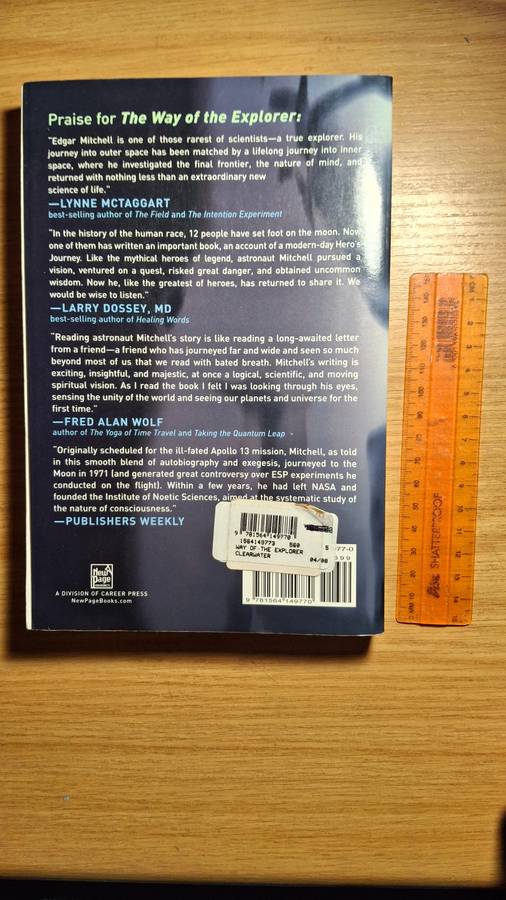 Praise for The Way of the Explorer:
"Edgar Mitchell is one of those rarest of scientists—a true explorer. His
journey into outer space has been matched by a lifelong journey into inner
space, where he investigated the final frontier, the nature of mind, and
returned with nothing less than an extraordinary new
science of life."
—LYNNE MCTAGGART
best-selling author of The Field and The Intention Experiment
"In the history of the human race, 12 people have set foot on the moon. Now
one of them has written an important book, an account of a modern-day Hero's
Journey. Like the mythical heroes of legend, astronaut Mitchell pursued a
vision, ventured on a quest, risked great danger, and obtained uncommon
wisdom. Now he, like the greatest of heroes, has returned to share it. We
would be wise to listen."
—LARRY DOSSEY, MD
best-selling author of Healing Words
"Reading astronaut Mitchell's story is like reading a long-awaited letter
from a friend—a friend who has journeyed far and wide and seen so much
beyond most of us that we read with bated breath. Mitchell's writing is
exciting, insightful, and majestic, at once a logical, scientific, and moving
spiritual vision. As I read the book I felt I was looking through his eyes,
sensing the unity of the world and seeing our planets and universe for the
first time."
—FRED ALAN WOLF
author of The Yoga of Time Travel and Taking the Quantum Leap
"Originally scheduled for the ill-fated Apollo 13 mission, Mitchell, as told
in this smooth blend of autobiography and exegesis, journeyed to the
Moon in 1971 (and generated great controversy over ESP experiments he
conducted on the flight). Within a few years, he had left NASA and
founded the Institute of Noetic Sciences, aimed at the systematic study of
the nature of consciousness."
—PUBLISHERS WEEKLY
9 781564 149770
1564149773 560 5
WAY OF THE EXPLORER
CLEARWATER 04/08
77-0
399
9 781564 149770
New
Page
A DIVISION OF CAREER PRESS
NewPageBooks.com
SHATTERPROOF